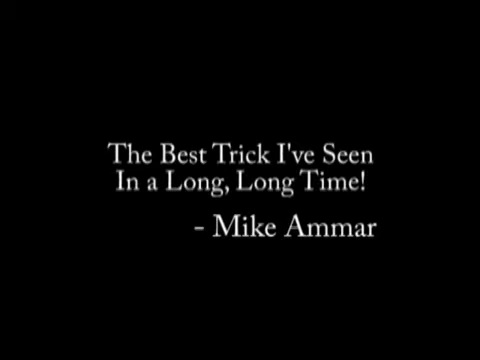 The Best Trick I've Seen
In a Long, Long Time!
- Mike Ammar